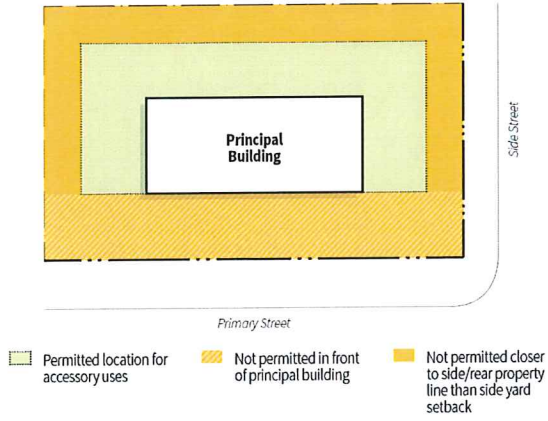 Principal
Building
Side Street
Primary Street
Permitted location for
accessory uses
Not permitted in front
of principal building
Not permitted closer
to side/rear property
line than side yard
setback